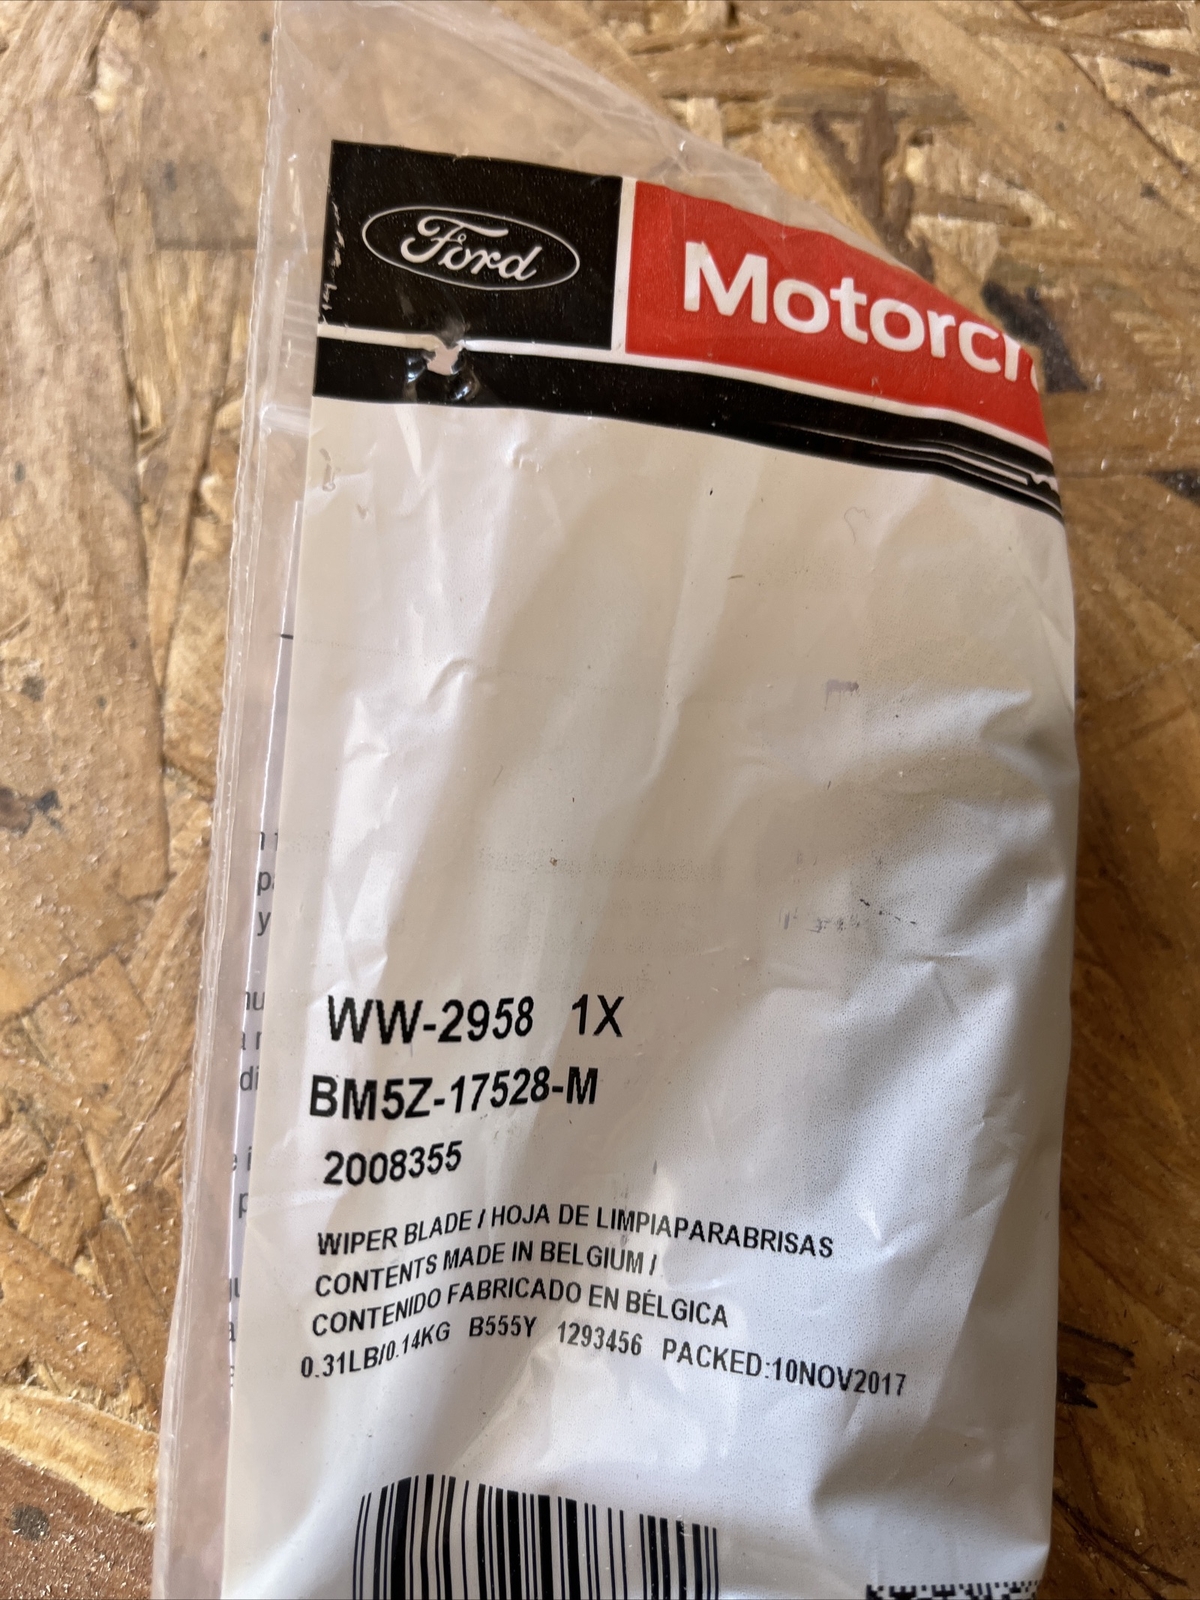 Ford
Motorcr
WW-2958 1X
BM5Z-17528-M
2008355
WIPER BLADE / HOJA DE LIMPIAPARABRISAS
CONTENTS MADE IN BELGIUM /
CONTENIDO FABRICADO EN BÉLGICA
0.31LB/0.14KG B555Y 1293456 PACKED:10NOV2017